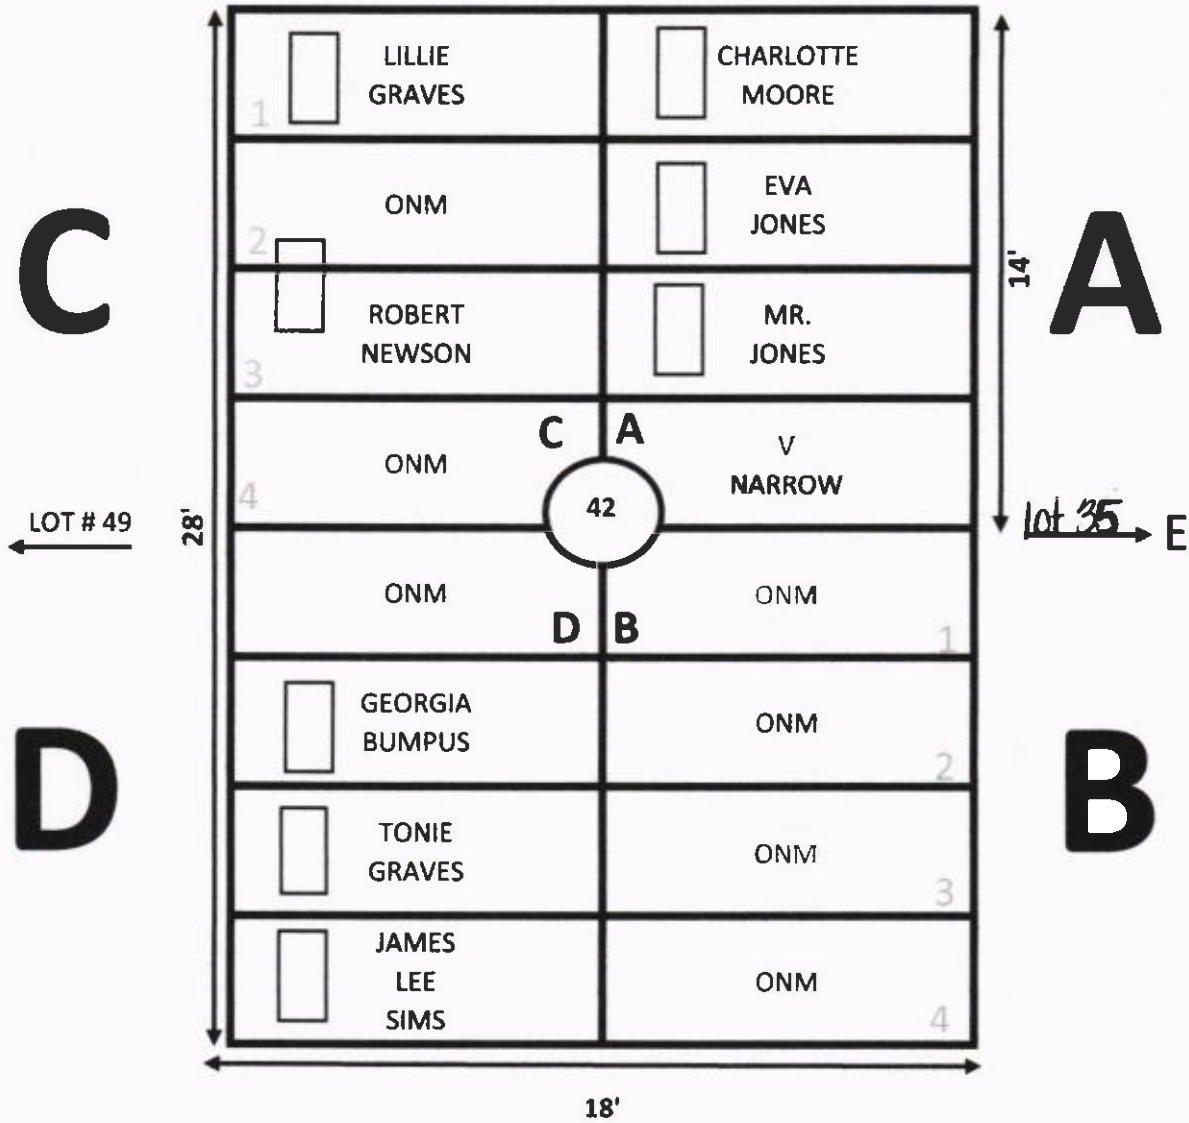 LILLIE
GRAVES
1
CHARLOTTE
MOORE
ONM
2
EVA
JONES
C
A
14'
ROBERT
NEWSON
3
MR.
JONES
C A
ONM
4
V
NARROW
42
LOT # 49
28'
lot 35
E
ONM
D B
ONM
1
GEORGIA
BUMPUS
ONM
2
D
B
TONIE
GRAVES
ONM
3
JAMES
LEE
SIMS
ONM
4
18'